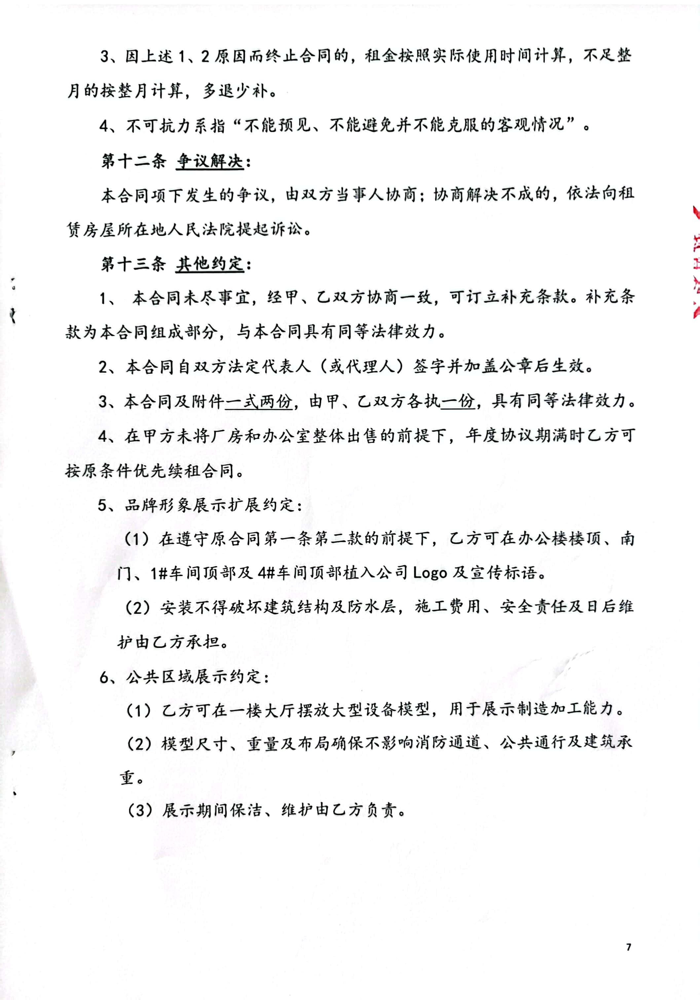 3、因上述 1、2 原因而终止合同的，租金按照实际使用时间计算，不足整
月的按整月计算，多退少补。
4、不可抗力系指“不能预见、不能避免并不能克服的客观情况”。
第十二条 争议解决：
本合同项下发生的争议，由双方当事人协商；协商解决不成的，依法向租
赁房屋所在地人民法院提起诉讼。
第十三条 其他约定：
1、 本合同未尽事宜，经甲、乙双方协商一致，可订立补充条款。补充条
款为本合同组成部分，与本合同具有同等法律效力。
2、本合同自双方法定代表人（或代理人）签字并加盖公章后生效。
3、本合同及附件一式两份，由甲、乙双方各执一份，具有同等法律效力。
4、在甲方未将厂房和办公室整体出售的前提下，年度协议期满时乙方可
按原条件优先续租合同。
5、品牌形象展示扩展约定：
（1）在遵守原合同第一条第二款的前提下，乙方可在办公楼楼顶、南
门、1#车间顶部及 4#车间顶部植入公司 Logo 及宣传标语。
（2）安装不得破坏建筑结构及防水层，施工费用、安全责任及日后维
护由乙方承担。
6、公共区域展示约定：
（1）乙方可在一楼大厅摆放大型设备模型，用于展示制造加工能力。
（2）模型尺寸、重量及布局确保不影响消防通道、公共通行及建筑承
重。
（3）展示期间保洁、维护由乙方负责。
7